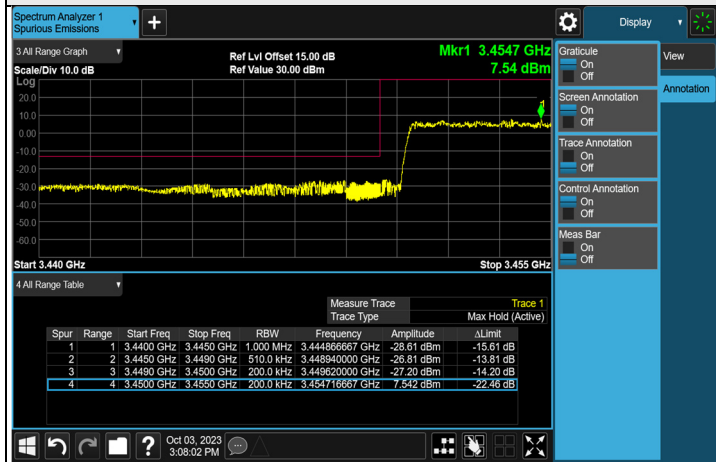 Spectrum Analyzer 1
Spurious Emissions
Display
3 All Range Graph
Ref Lvl Offset 15.00 dB
Mkr1 3.4547 GHz
Scale/Div 10.0 dB
Ref Value 30.00 dBm
7.54 dBm
Log
20.0
10.0
0.00
-10.0
-20.0
-30.0
-40.0
-50.0
-60.0
Start 3.440 GHz
Stop 3.455 GHz
4 All Range Table
Measure Trace Trace 1
Trace Type Max Hold (Active)
Spur Range Start Freq Stop Freq RBW Frequency Amplitude ΔLimit
1 1 3.4400 GHz 3.4450 GHz 1.000 MHz 3.444866667 GHz -28.61 dBm -15.61 dB
2 2 3.4450 GHz 3.4490 GHz 510.0 kHz 3.448940000 GHz -26.81 dBm -13.81 dB
3 3 3.4490 GHz 3.4500 GHz 200.0 kHz 3.449620000 GHz -27.20 dBm -14.20 dB
4 4 3.4500 GHz 3.4550 GHz 200.0 kHz 3.454716667 GHz 7.542 dBm -22.46 dB
Oct 03, 2023
3:08:02 PM
Graticule
On
Off
Screen Annotation
On
Off
Trace Annotation
On
Off
Control Annotation
On
Off
Meas Bar
On
Off
View
Annotation